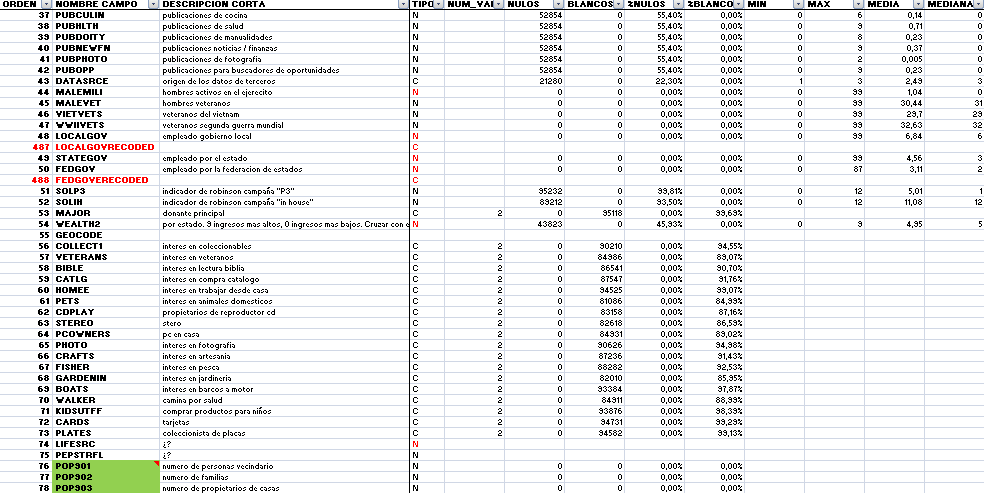 ORDEN NOMBRE CAMPO DESCRIPCION CORTA TIPO NUM_VAL NULOS BLANCOS %NULOS %BLANCO MIN MAX MEDIA MEDIANA
37 PUBCULIN publicaciones de cocina N 52854 0 55,40% 0,00% 0 6 0,14 0
38 PUBHLTH publicaciones de salud N 52854 0 55,40% 0,00% 0 9 0,71 0
39 PUBDOITY publicaciones de manualidades N 52854 0 55,40% 0,00% 0 8 0,23 0
40 PUBNEWFN publicaciones noticias / finanzas N 52854 0 55,40% 0,00% 0 9 0,37 0
41 PUBPHOTO publicaciones de fotografia N 52854 0 55,40% 0,00% 0 2 0,005 0
42 PUBOPP publicaciones para buscadores de oportunidades N 52854 0 55,40% 0,00% 0 9 0,23 0
43 DATASRCE origen de los datos de terceros C 21280 0 22,30% 0,00% 1 3 2,49 3
44 MALEMILI hombres activos en el ejercito N 0 0 0,00% 0,00% 0 99 1,04 0
45 MALEVET hombres veteranos N 0 0 0,00% 0,00% 0 99 30,44 31
46 VIETVETS veteranos del vietnam N 0 0 0,00% 0,00% 0 99 29,7 29
47 WWIIVETS veteranos segunda guerra mundial N 0 0 0,00% 0,00% 0 99 32,63 32
48 LOCALGOV empleado gobierno local N 0 0 0,00% 0,00% 0 99 6,84 6
487 LOCALGOVRECODED C
49 STATEGOV empleado por el estado N 0 0 0,00% 0,00% 0 99 4,56 3
50 FEDGOV empleado por la federacion de estados N 0 0 0,00% 0,00% 0 87 3,11 2
488 FEDGOVERECODED C
51 SOLP3 indicador de robinson campaña "P3" N 95232 0 99,81% 0,00% 0 12 5,01 1
52 SOLIH indicador de robinson campaña "in house" N 89212 0 93,50% 0,00% 0 12 11,08 12
53 MAJOR donante principal C 2 0 95118 0,00% 99,69%
54 WEALTH2 por estado. 9 ingresos mas altos, 0 ingresos mas bajos. Cruzar con e N 43823 0 45,93% 0,00% 0 9 4,95 5
55 GEOCODE
56 COLLECT1 interes en coleccionables C 2 0 90210 0,00% 94,55%
57 VETERANS interes en veteranos C 2 0 84986 0,00% 89,07%
58 BIBLE interes en lectura biblia C 2 0 86541 0,00% 90,70%
59 CATLG interes en compra catalogo C 2 0 87547 0,00% 91,76%
60 HOMEE interes en trabajar desde casa C 2 0 94525 0,00% 99,07%
61 PETS interes en animales domesticos C 2 0 81086 0,00% 84,99%
62 CDPLAY propietarios de reproductor cd C 2 0 83158 0,00% 87,16%
63 STEREO stero C 2 0 82618 0,00% 86,59%
64 PCOWNERS pc en casa C 2 0 84931 0,00% 89,02%
65 PHOTO interes en fotografia C 2 0 90626 0,00% 94,98%
66 CRAFTS interes en artesania C 2 0 87236 0,00% 91,43%
67 FISHER interes en pesca C 2 0 88282 0,00% 92,53%
68 GARDENIN interes en jardineria C 2 0 82010 0,00% 85,95%
69 BOATS interes en barcos a motor C 2 0 93384 0,00% 97,87%
70 WALKER camina por salud C 2 0 84911 0,00% 88,99%
71 KIDSUTFF comprar productos para niños C 2 0 93876 0,00% 98,39%
72 CARDS tarjetas C 2 0 94731 0,00% 99,29%
73 PLATES coleccionista de placas C 2 0 94582 0,00% 99,13%
74 LIFESRC ¿? N
75 PEPSTRFL ¿? N
76 POP901 numero de personas vecindario N 0 0 0,00% 0,00%
77 POP902 numero de familias N 0 0 0,00% 0,00%
78 POP903 numero de propietarios de casas N 0 0 0,00% 0,00%